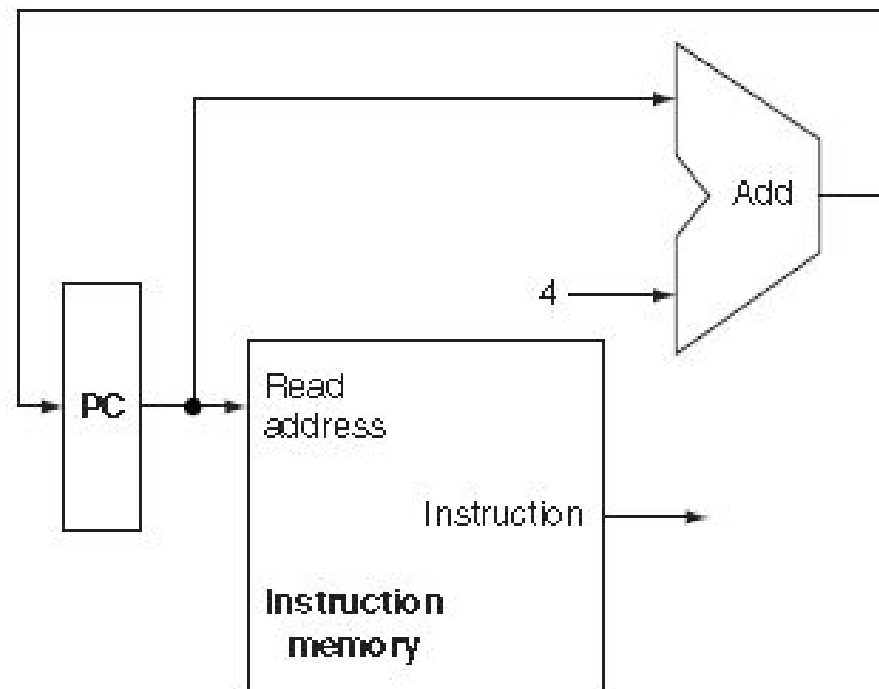 Add
4
PC
Read
address
Instruction
Instruction
memory